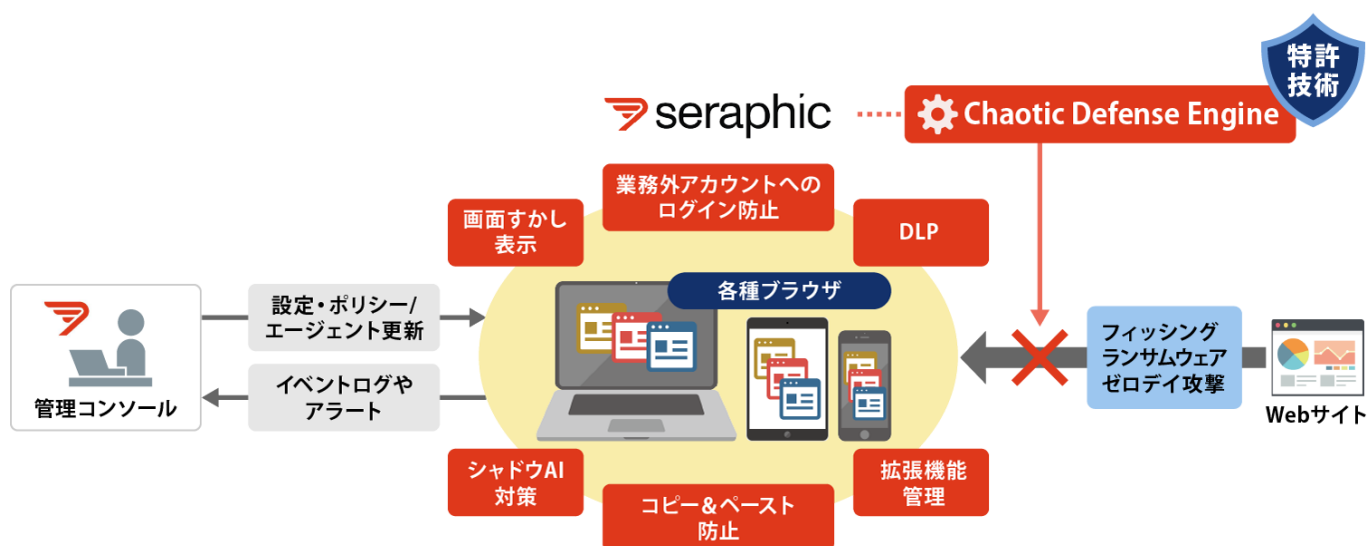 特許
技術
seraphic
Chaotic Defense Engine
業務外アカウントへの
ログイン防止
画面すかし
表示
DLP
各種ブラウザ
設定・ポリシー/
エージェント更新
イベントログや
アラート
管理コンソール
フィッシング
ランサムウェア
ゼロデイ攻撃
Webサイト
シャドウAI
対策
コピー&ペースト
防止
拡張機能
管理